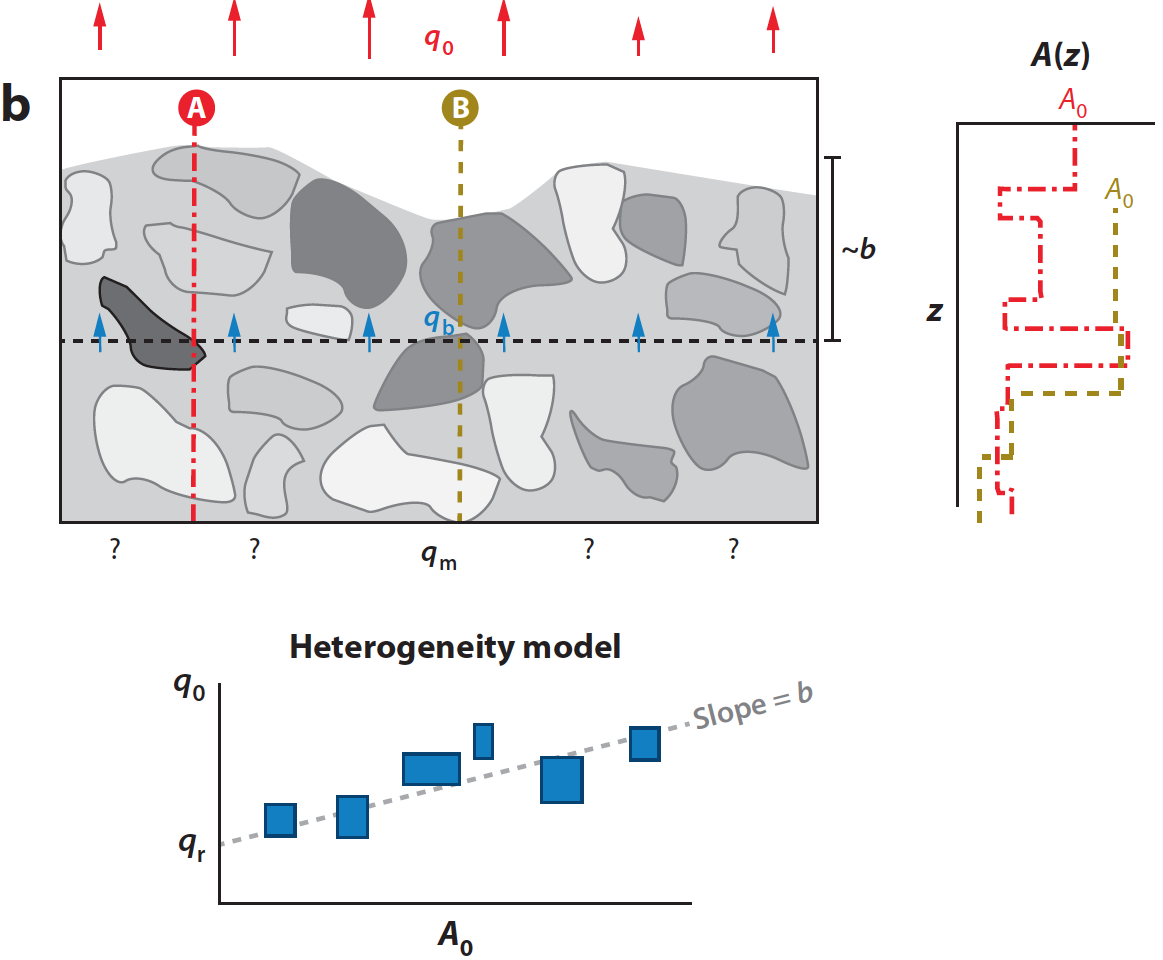 q0
b
A
B
A(z)
A0
A0
~b
z
qb
?
?
qm
?
?
Heterogeneity model
q0
Slope = b
qr
A0